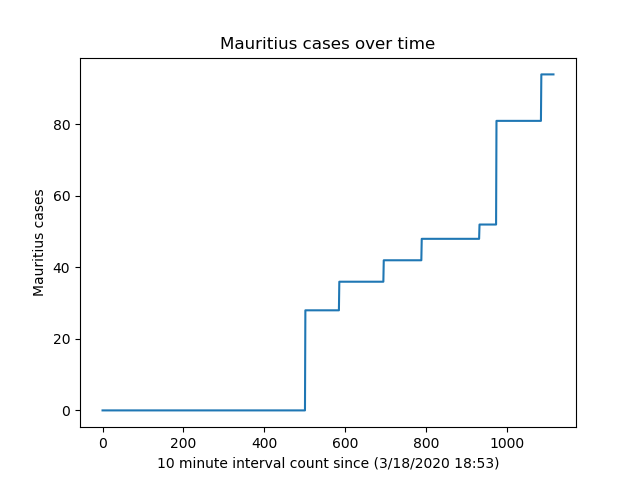 Mauritius cases over time
Mauritius cases
80
60
40
20
0
0 200 400 600 800 1000
10 minute interval count since (3/18/2020 18:53)